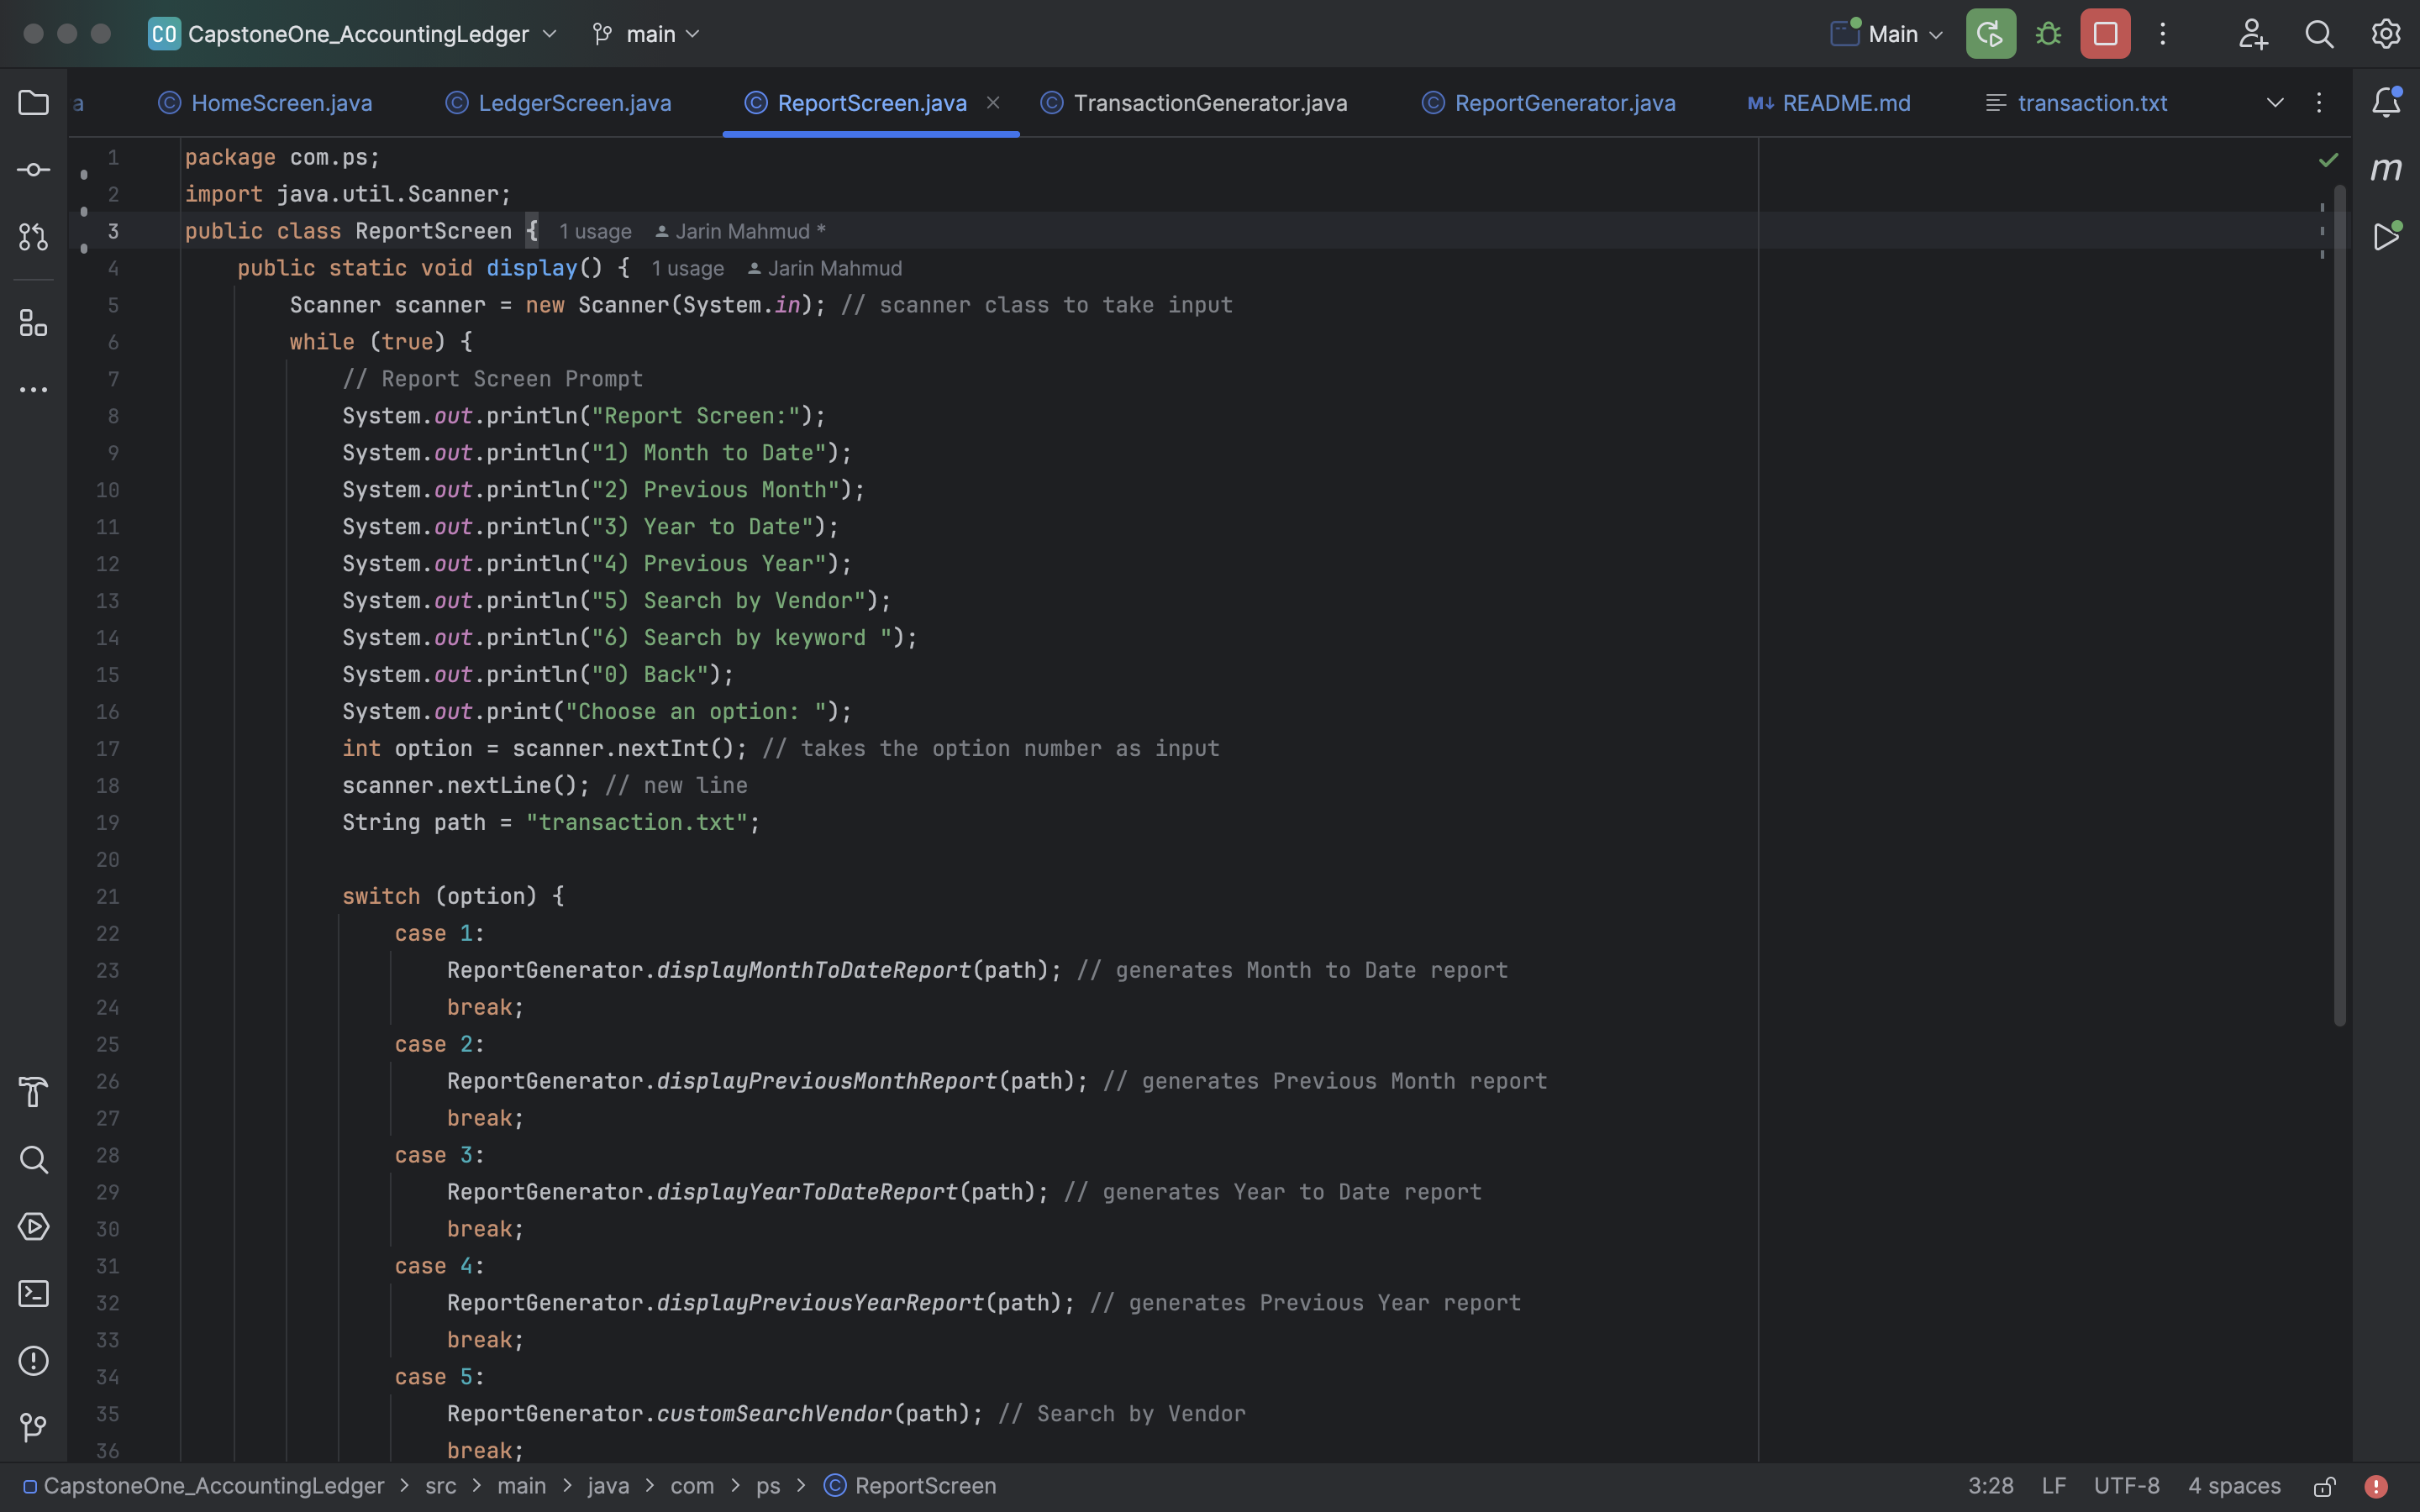 CO CapstoneOne_AccountingLedger main Main
a HomeScreen.java LedgerScreen.java ReportScreen.java TransactionGenerator.java ReportGenerator.java M↓ README.md transaction.txt
1 package com.ps;
2 import java.util.Scanner;
3 public class ReportScreen { 1 usage Jarin Mahmud *
4 public static void display() { 1 usage Jarin Mahmud
5 Scanner scanner = new Scanner(System.in); // scanner class to take input
6 while (true) {
7 // Report Screen Prompt
8 System.out.println("Report Screen:");
9 System.out.println("1) Month to Date");
10 System.out.println("2) Previous Month");
11 System.out.println("3) Year to Date");
12 System.out.println("4) Previous Year");
13 System.out.println("5) Search by Vendor");
14 System.out.println("6) Search by keyword ");
15 System.out.println("0) Back");
16 System.out.print("Choose an option: ");
17 int option = scanner.nextInt(); // takes the option number as input
18 scanner.nextLine(); // new line
19 String path = "transaction.txt";
20
21 switch (option) {
22 case 1:
23 ReportGenerator.displayMonthToDateReport(path); // generates Month to Date report
24 break;
25 case 2:
26 ReportGenerator.displayPreviousMonthReport(path); // generates Previous Month report
27 break;
28 case 3:
29 ReportGenerator.displayYearToDateReport(path); // generates Year to Date report
30 break;
31 case 4:
32 ReportGenerator.displayPreviousYearReport(path); // generates Previous Year report
33 break;
34 case 5:
35 ReportGenerator.customSearchVendor(path); // Search by Vendor
36 break;
CapstoneOne_AccountingLedger > src > main > java > com > ps > ReportScreen 3:28 LF UTF-8 4 spaces